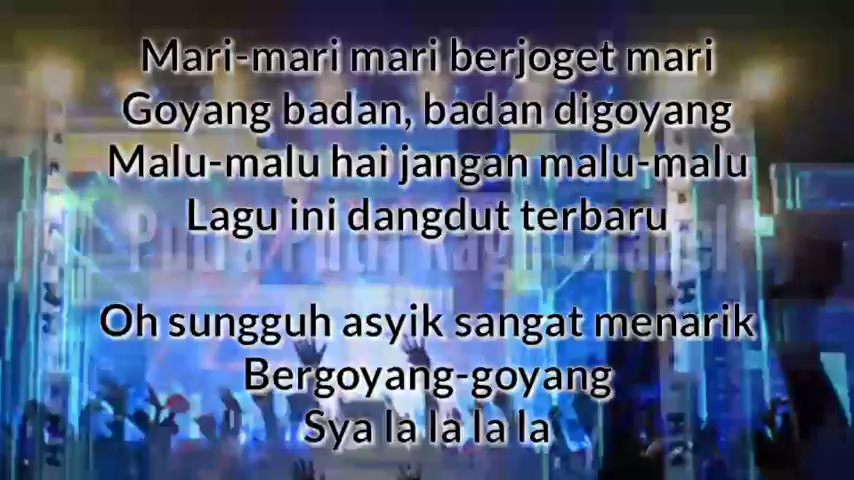 Mari-mari mari berjoget mari
Goyang badan, badan digoyang
Malu-malu hai jangan malu-malu
Lagu ini dangdut terbaru
Oh sungguh asyik sangat menarik
Bergoyang-goyang
Sya la la la la